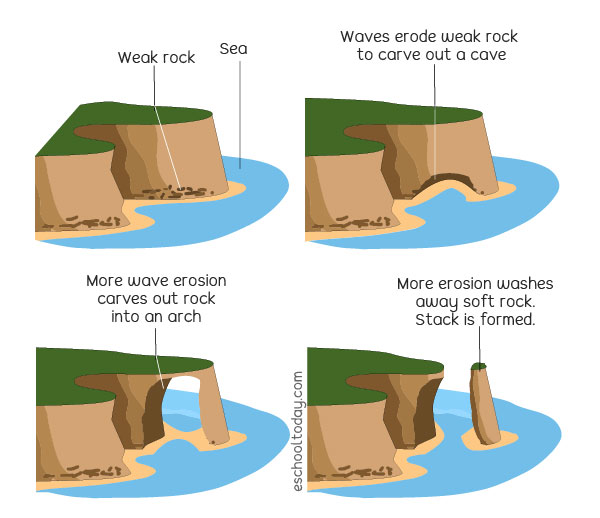 Weak rock
Sea
Waves erode weak rock
to carve out a cave
More wave erosion
carves out rock
into an arch
More erosion washes
away soft rock.
Stack is formed.
eschooltoday.com